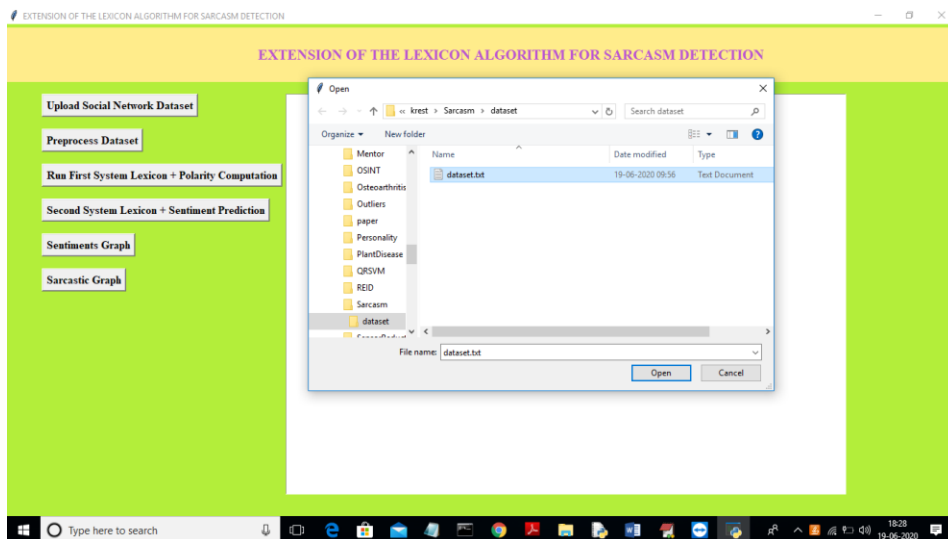 EXTENSION OF THE LEXICON ALGORITHM FOR SARCASM DETECTION
EXTENSION OF THE LEXICON ALGORITHM FOR SARCASM DETECTION
Upload Social Network Dataset
Preprocess Dataset
Run First System Lexicon + Polarity Computation
Second System Lexicon + Sentiment Prediction
Sentiments Graph
Sarcastic Graph
Open
« krest > Sarcasm > dataset
Search dataset
Organize
New folder
Mentor
OSINT
Osteoarthritis
Outliers
paper
Personality
PlantDisease
QRSVM
REID
Sarcasm
dataset
Name Date modified Type
dataset.txt 19-06-2020 09:56 Text Document
File name: dataset.txt
Open Cancel
Type here to search
18:28
19-06-2020